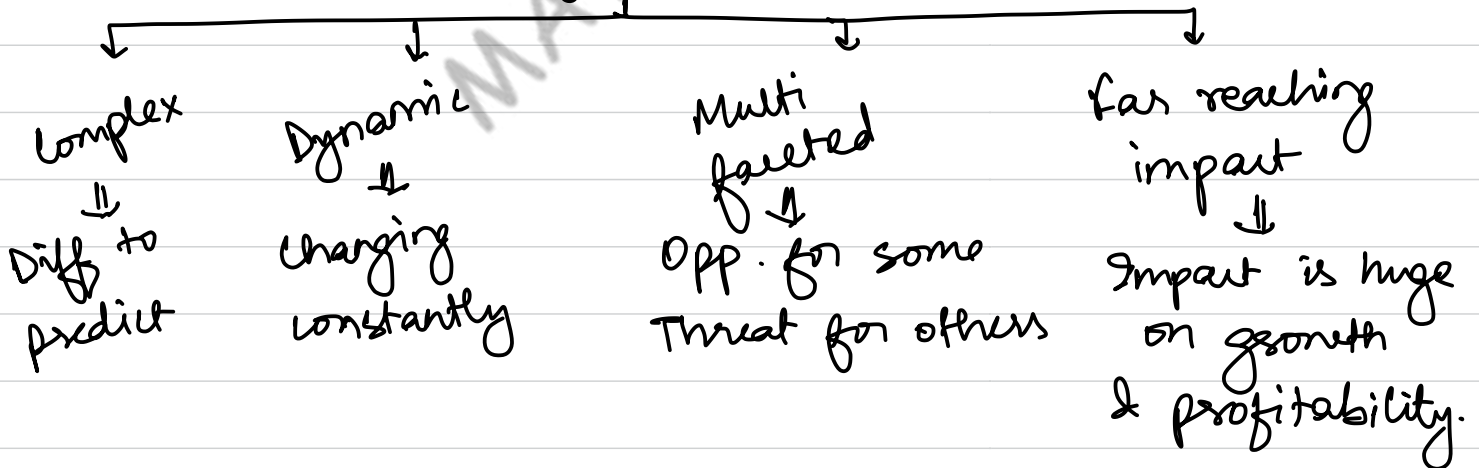 MA
Complex
Dynamic
Multi
faceted
Far reaching
impact
Diff to
predict
Changing
constantly
Opp. for some
Threat for others
Impact is huge
on growth
& profitability.